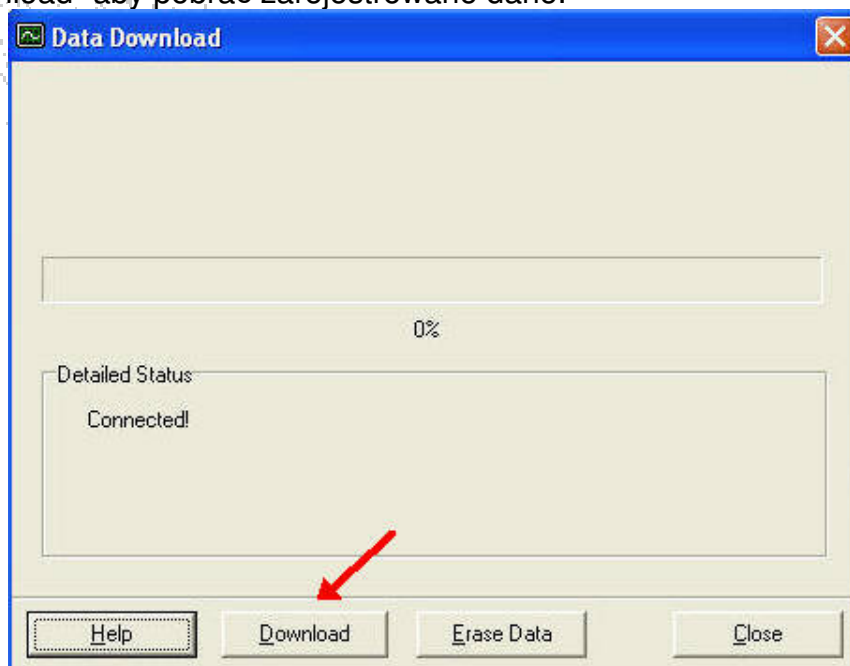 aby pobrać zarejestrowane dane.
Data Download
0%
Detailed Status
Connected!
Help Download Erase Data Close